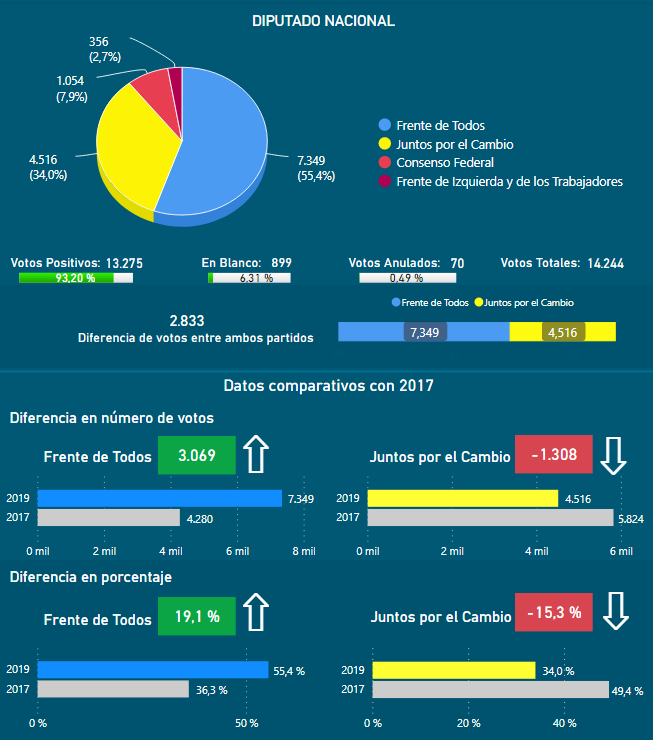 DIPUTADO NACIONAL
356
(2,7%)
1.054
(7,9%)
4.516
(34,0%)
7.349
(55,4%)
Frente de Todos
Juntos por el Cambio
Consenso Federal
Frente de Izquierda y de los Trabajadores
Votos Positivos: 13.275
93,20 %
En Blanco: 899
6,31 %
Votos Anulados: 70
0,49 %
Votos Totales: 14.244
2.833
Diferencia de votos entre ambos partidos
Frente de Todos Juntos por el Cambio
7,349 4,516
Datos comparativos con 2017
Diferencia en número de votos
Frente de Todos 3.069
2019 7.349
2017 4.280
0 mil 2 mil 4 mil 6 mil 8 mil
Juntos por el Cambio -1.308
2019 4.516
2017 5.824
0 mil 2 mil 4 mil 6 mil
Diferencia en porcentaje
Frente de Todos 19,1 %
2019 55,4 %
2017 36,3 %
0 % 50 %
Juntos por el Cambio -15,3 %
2019 34,0 %
2017 49,4 %
0 % 20 % 40 %